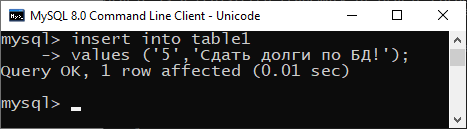 MySQL 8.0 Command Line Client - Unicode
mysql> insert into table1
    -> values ('5','Сдать долги по БД!');
Query OK, 1 row affected (0.01 sec)
mysql>